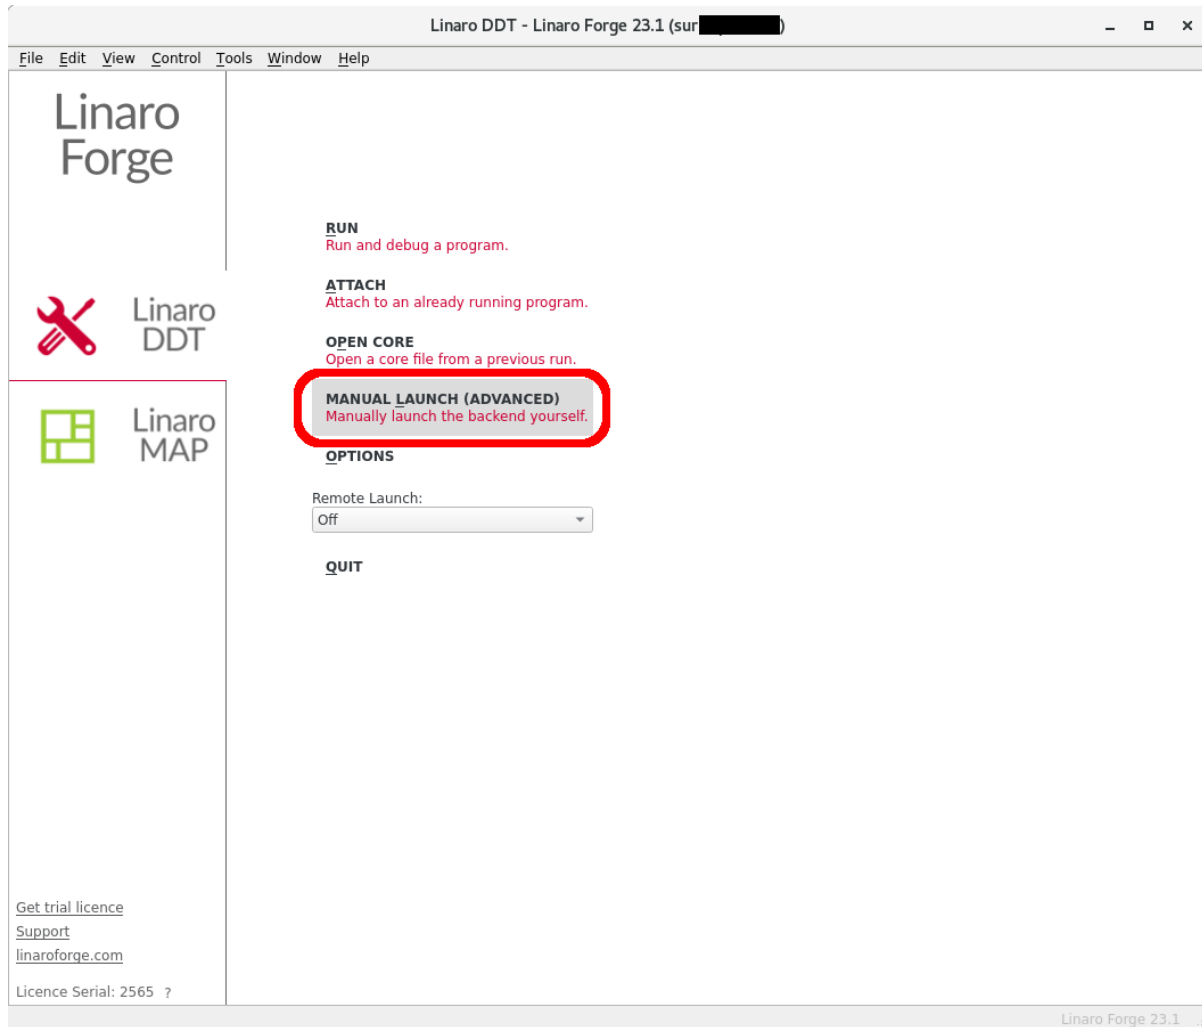 Linaro DDT - Linaro Forge 23.1 (sur )
File Edit View Control Tools Window Help
Linaro
Forge
Linaro
DDT
Linaro
MAP
RUN
Run and debug a program.
ATTACH
Attach to an already running program.
OPEN CORE
Open a core file from a previous run.
MANUAL LAUNCH (ADVANCED)
Manually launch the backend yourself.
OPTIONS
Remote Launch:
Off
QUIT
Get trial licence
Support
linaroforge.com
Licence Serial: 2565 ?
Linaro Forge 23.1